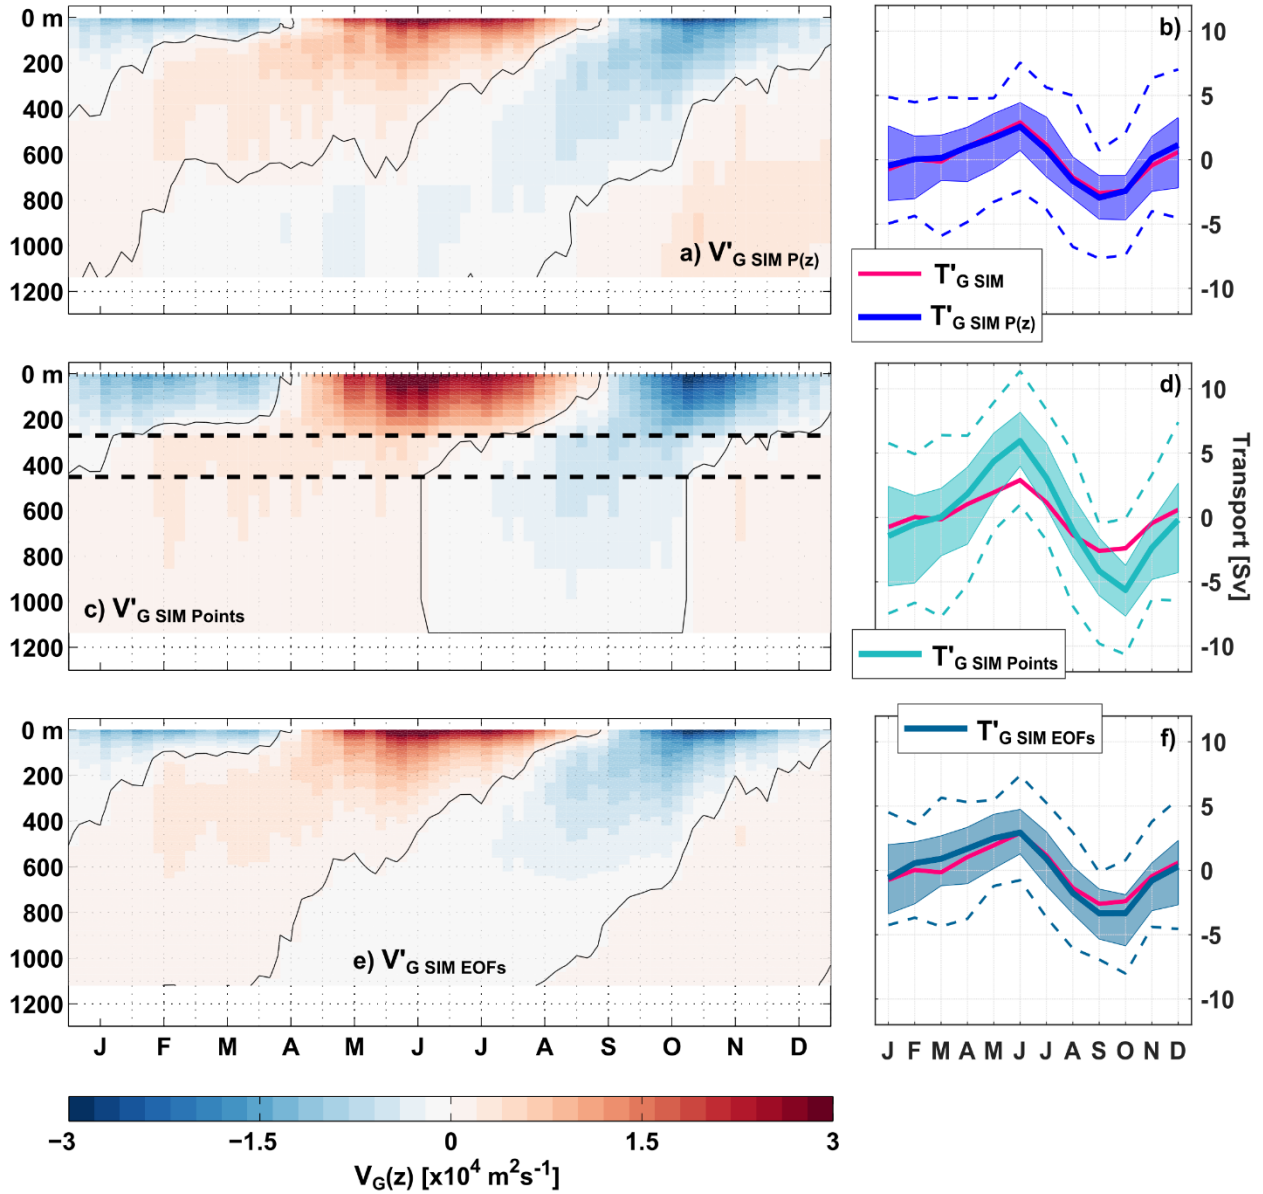 0 m
200
400
600
800
1000
1200
a) V'G SIM P(z)
b)
10
5
0
-5
-10
T'G SIM
T'G SIM P(z)
0 m
200
400
600
800
1000
1200
c) V'G SIM Points
d)
10
5
0
-5
-10
Transport [Sv]
T'G SIM Points
0 m
200
400
600
800
1000
1200
e) V'G SIM EOFs
J F M A M J J A S O N D
T'G SIM EOFs
f)
10
5
0
-5
-10
J F M A M J J A S O N D
−3 −1.5 0 1.5 3
VG(z) [x10⁴ m²s⁻¹]